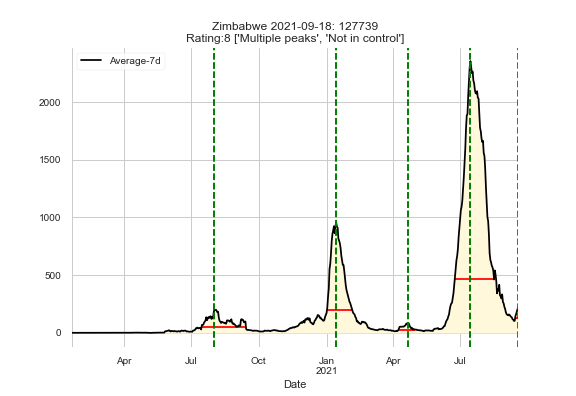 Zimbabwe 2021-09-18: 127739
Rating:8 ['Multiple peaks', 'Not in control']
Average-7d
2000
1500
1000
500
0
Apr
Jul
Oct
Jan
2021
Apr
Jul
Date